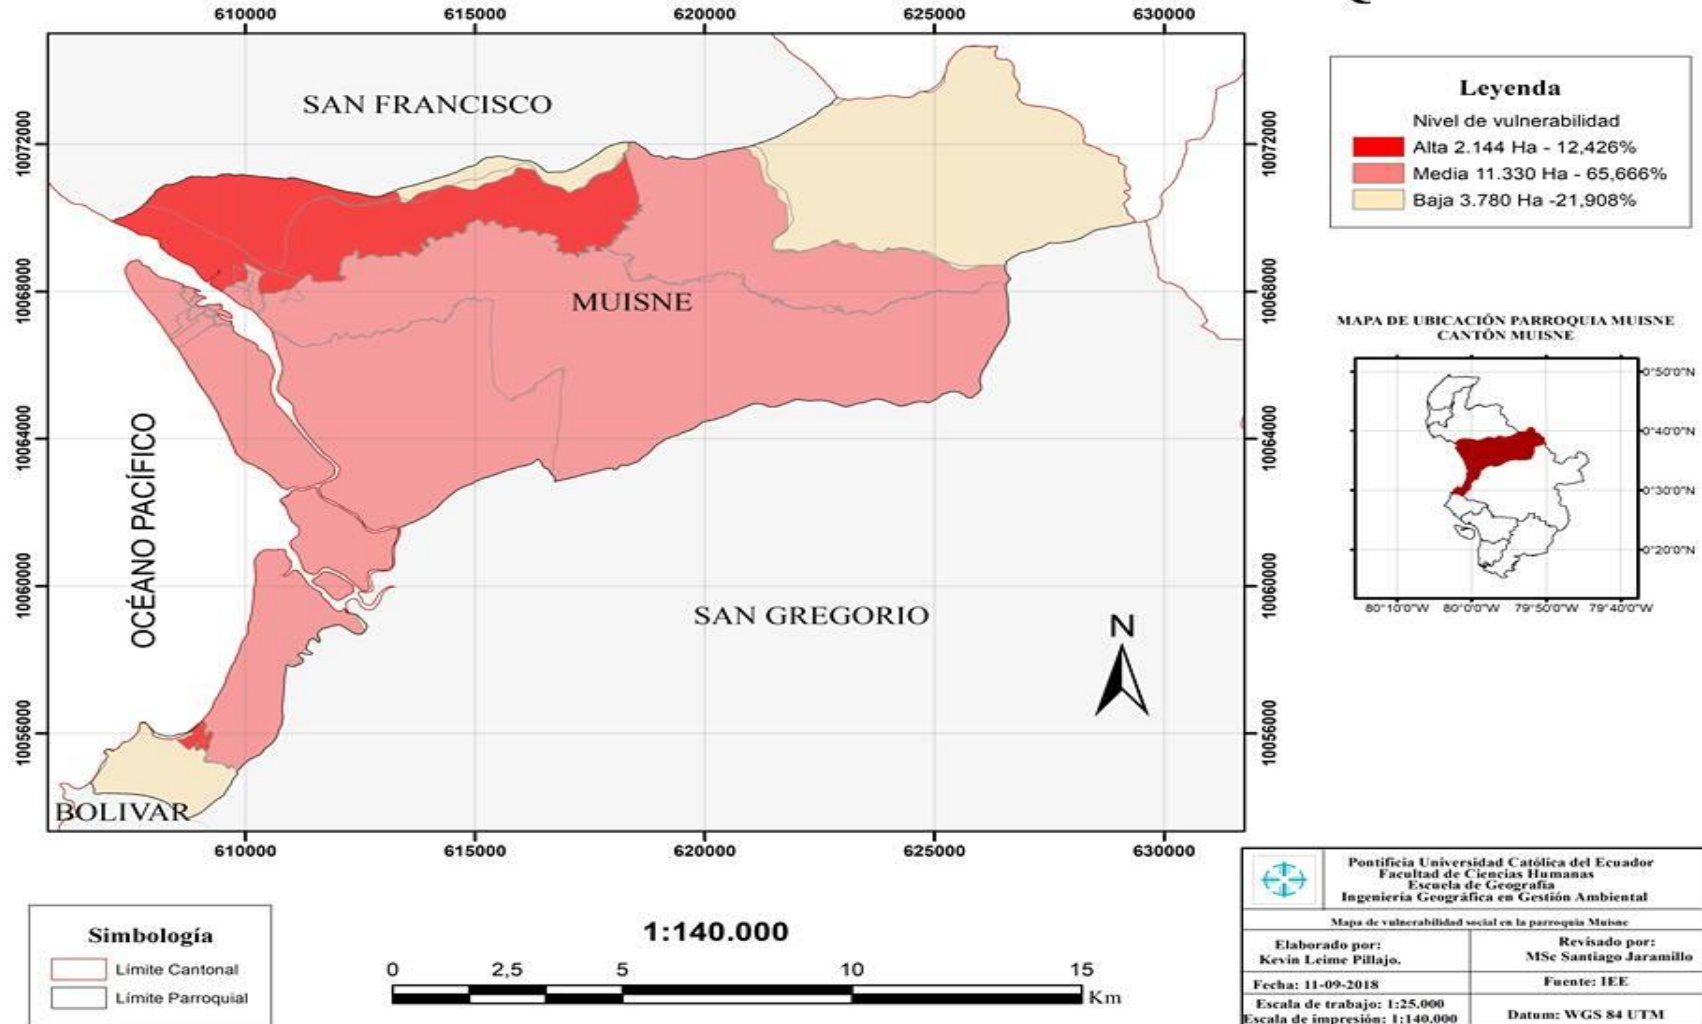 Q
610000
615000
620000
625000
630000
10072000
10068000
10064000
10060000
10056000
10072000
10068000
10064000
10060000
10056000
SAN FRANCISCO
MUISNE
OCÉANO PACÍFICO
SAN GREGORIO
BOLIVAR
N
610000
615000
620000
625000
630000
Leyenda
Nivel de vulnerabilidad
Alta 2.144 Ha - 12,426%
Media 11.330 Ha - 65,666%
Baja 3.780 Ha -21,908%
MAPA DE UBICACIÓN PARROQUIA MUISNE
CANTÓN MUISNE
0°50'0"N
0°40'0"N
0°30'0"N
0°20'0"N
80°10'0"W 80°0'0"W 79°50'0"W 79°40'0"W
Simbología
Límite Cantonal
Límite Parroquial
1:140.000
0 2,5 5 10 15
Km
Pontificia Universidad Católica del Ecuador
Facultad de Ciencias Humanas
Escuela de Geografía
Ingeniería Geográfica en Gestión Ambiental
Mapa de vulnerabilidad social en la parroquia Muisne
Elaborado por:
Kevin Leime Pillajo.
Revisado por:
MSc Santiago Jaramillo
Fecha: 11-09-2018
Fuente: IEE
Escala de trabajo: 1:25.000
Escala de impresión: 1:140.000
Datum: WGS 84 UTM